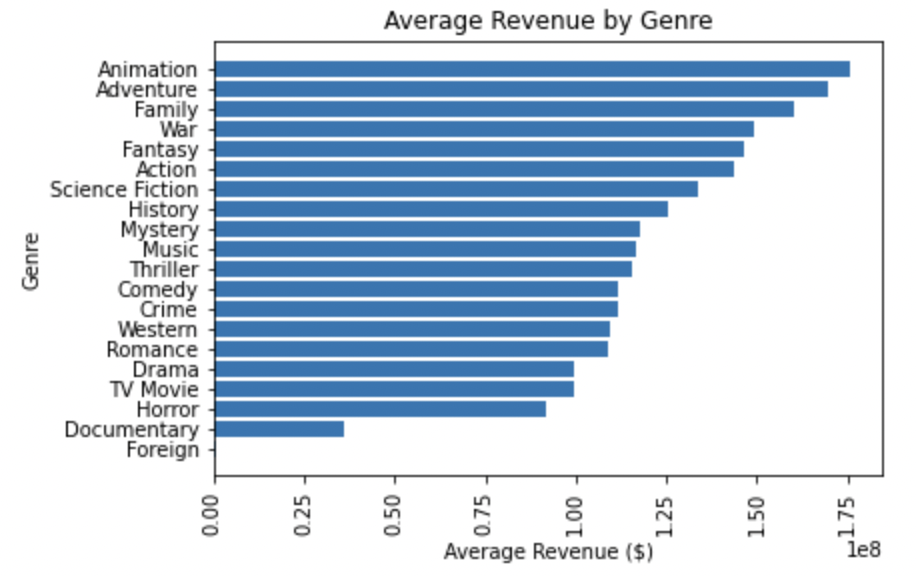 Average Revenue by Genre
Genre
Animation
Adventure
Family
War
Fantasy
Action
Science Fiction
History
Mystery
Music
Thriller
Comedy
Crime
Western
Romance
Drama
TV Movie
Horror
Documentary
Foreign
0.00 0.25 0.50 0.75 1.00 1.25 1.50 1.75
1e8
Average Revenue ($)